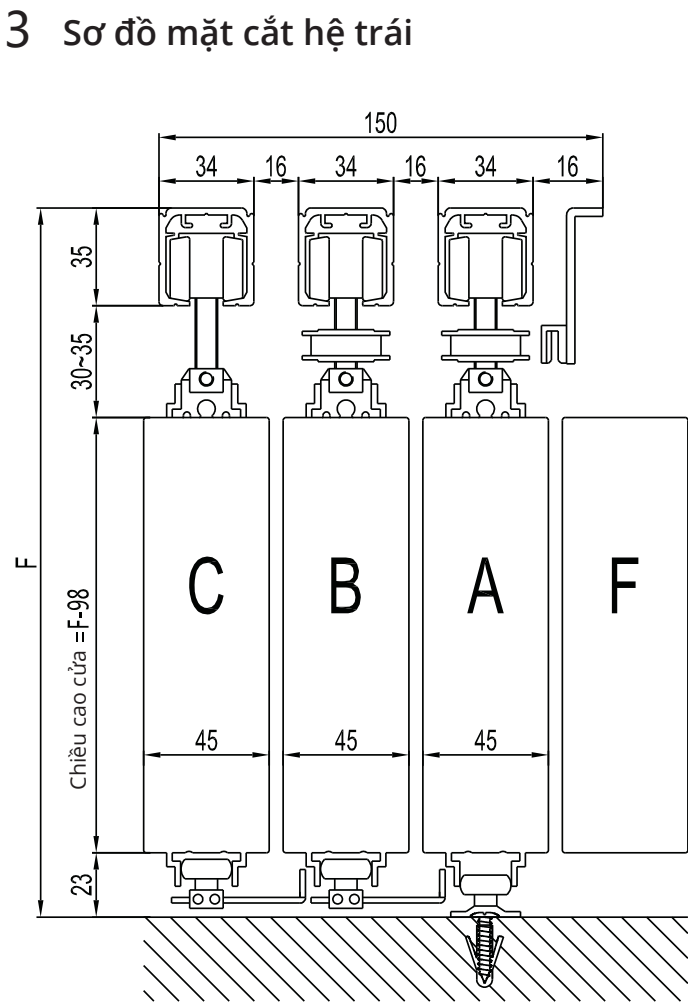 3 Sơ đồ mặt cắt hệ trái
150
34 16 34 16 34 16
35
30~35
F
Chiều cao cửa =F-98
C B A F
45 45 45
23